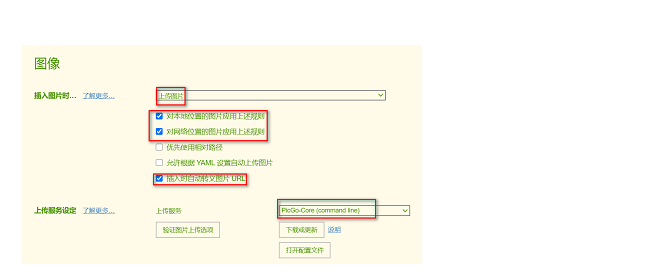 图像
插入图片时... 了解更多... 上传图片
对本地位置的图片应用上述规则
对网络位置的图片应用上述规则
优先使用相对路径
允许根据 YAML 设置自动上传图片
插入时自动转义图片 URL
上传服务设定 了解更多... 上传服务 PicGo-Core (command line)
验证图片上传选项 下载或更新 说明
打开配置文件